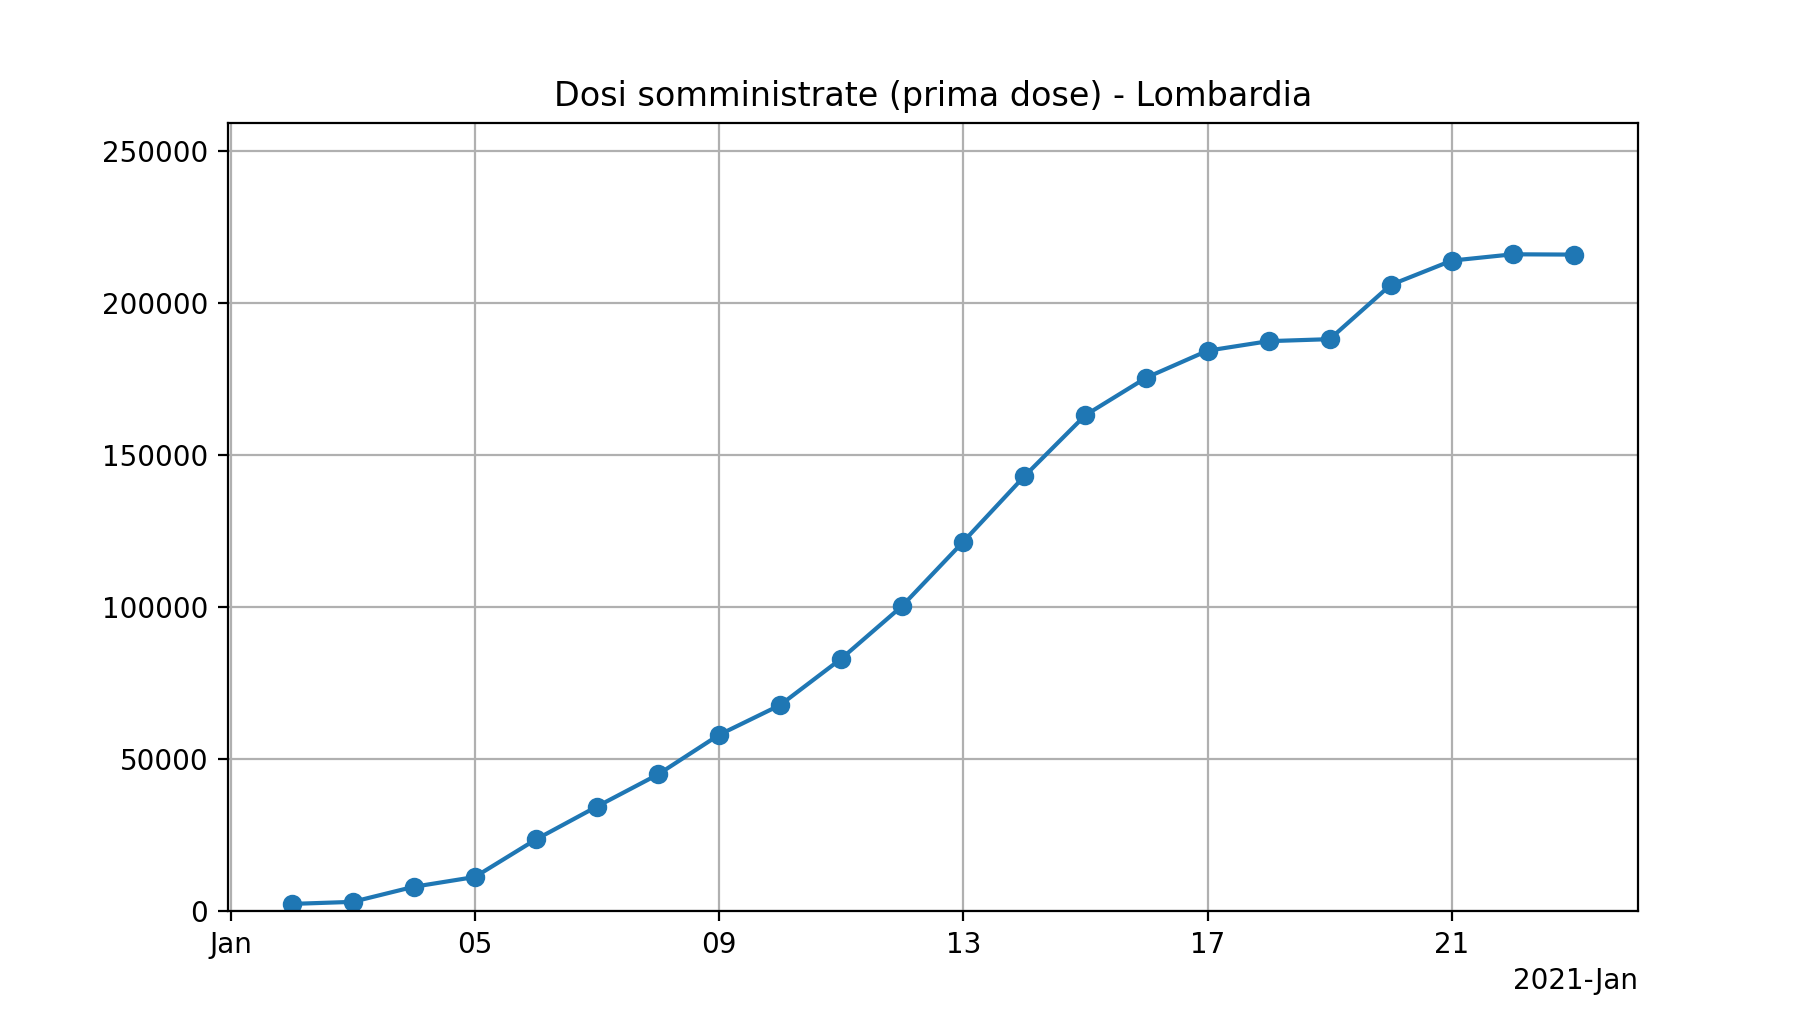 Dosi somministrate (prima dose) - Lombardia
250000
200000
150000
100000
50000
0
Jan 05 09 13 17 21
2021-Jan